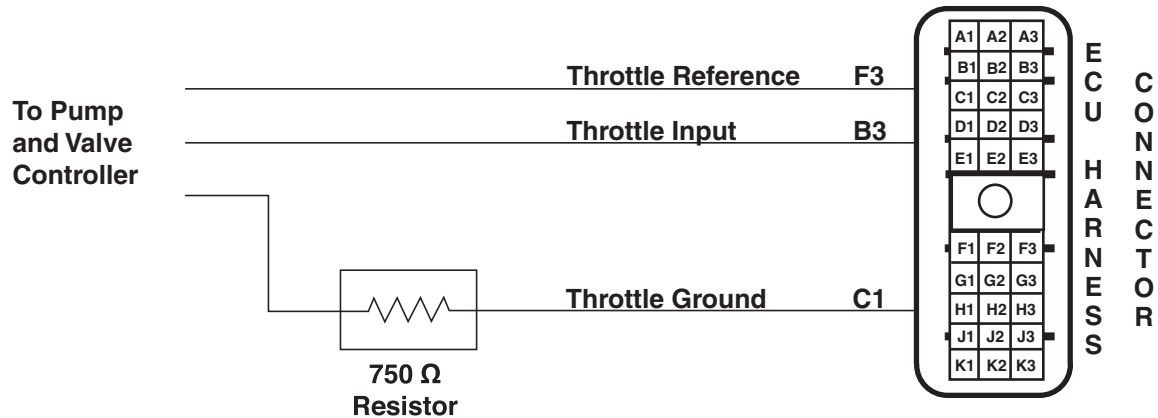 To Pump
and Valve
Controller
Throttle Reference F3
Throttle Input B3
Throttle Ground C1
750 Ω
Resistor
A1 A2 A3
B1 B2 B3
C1 C2 C3
D1 D2 D3
E1 E2 E3
F1 F2 F3
G1 G2 G3
H1 H2 H3
J1 J2 J3
K1 K2 K3
ECU HARNESS
CONNECTOR